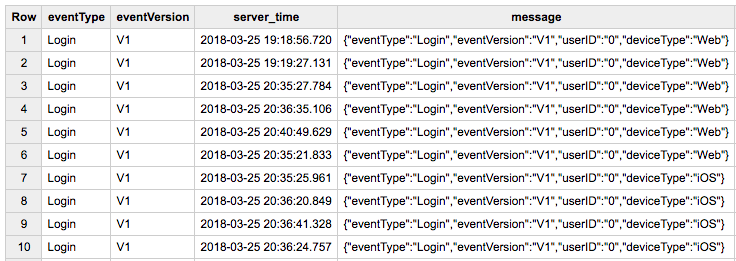 Row eventType eventVersion server_time message
1 Login V1 2018-03-25 19:18:56.720 {"eventType":"Login","eventVersion":"V1","userID":"0","deviceType":"Web"}
2 Login V1 2018-03-25 19:19:27.131 {"eventType":"Login","eventVersion":"V1","userID":"0","deviceType":"Web"}
3 Login V1 2018-03-25 20:35:27.784 {"eventType":"Login","eventVersion":"V1","userID":"0","deviceType":"Web"}
4 Login V1 2018-03-25 20:36:35.106 {"eventType":"Login","eventVersion":"V1","userID":"0","deviceType":"Web"}
5 Login V1 2018-03-25 20:40:49.629 {"eventType":"Login","eventVersion":"V1","userID":"0","deviceType":"Web"}
6 Login V1 2018-03-25 20:35:21.833 {"eventType":"Login","eventVersion":"V1","userID":"0","deviceType":"Web"}
7 Login V1 2018-03-25 20:35:25.961 {"eventType":"Login","eventVersion":"V1","userID":"0","deviceType":"iOS"}
8 Login V1 2018-03-25 20:36:20.849 {"eventType":"Login","eventVersion":"V1","userID":"0","deviceType":"iOS"}
9 Login V1 2018-03-25 20:36:41.328 {"eventType":"Login","eventVersion":"V1","userID":"0","deviceType":"iOS"}
10 Login V1 2018-03-25 20:36:24.757 {"eventType":"Login","eventVersion":"V1","userID":"0","deviceType":"iOS"}